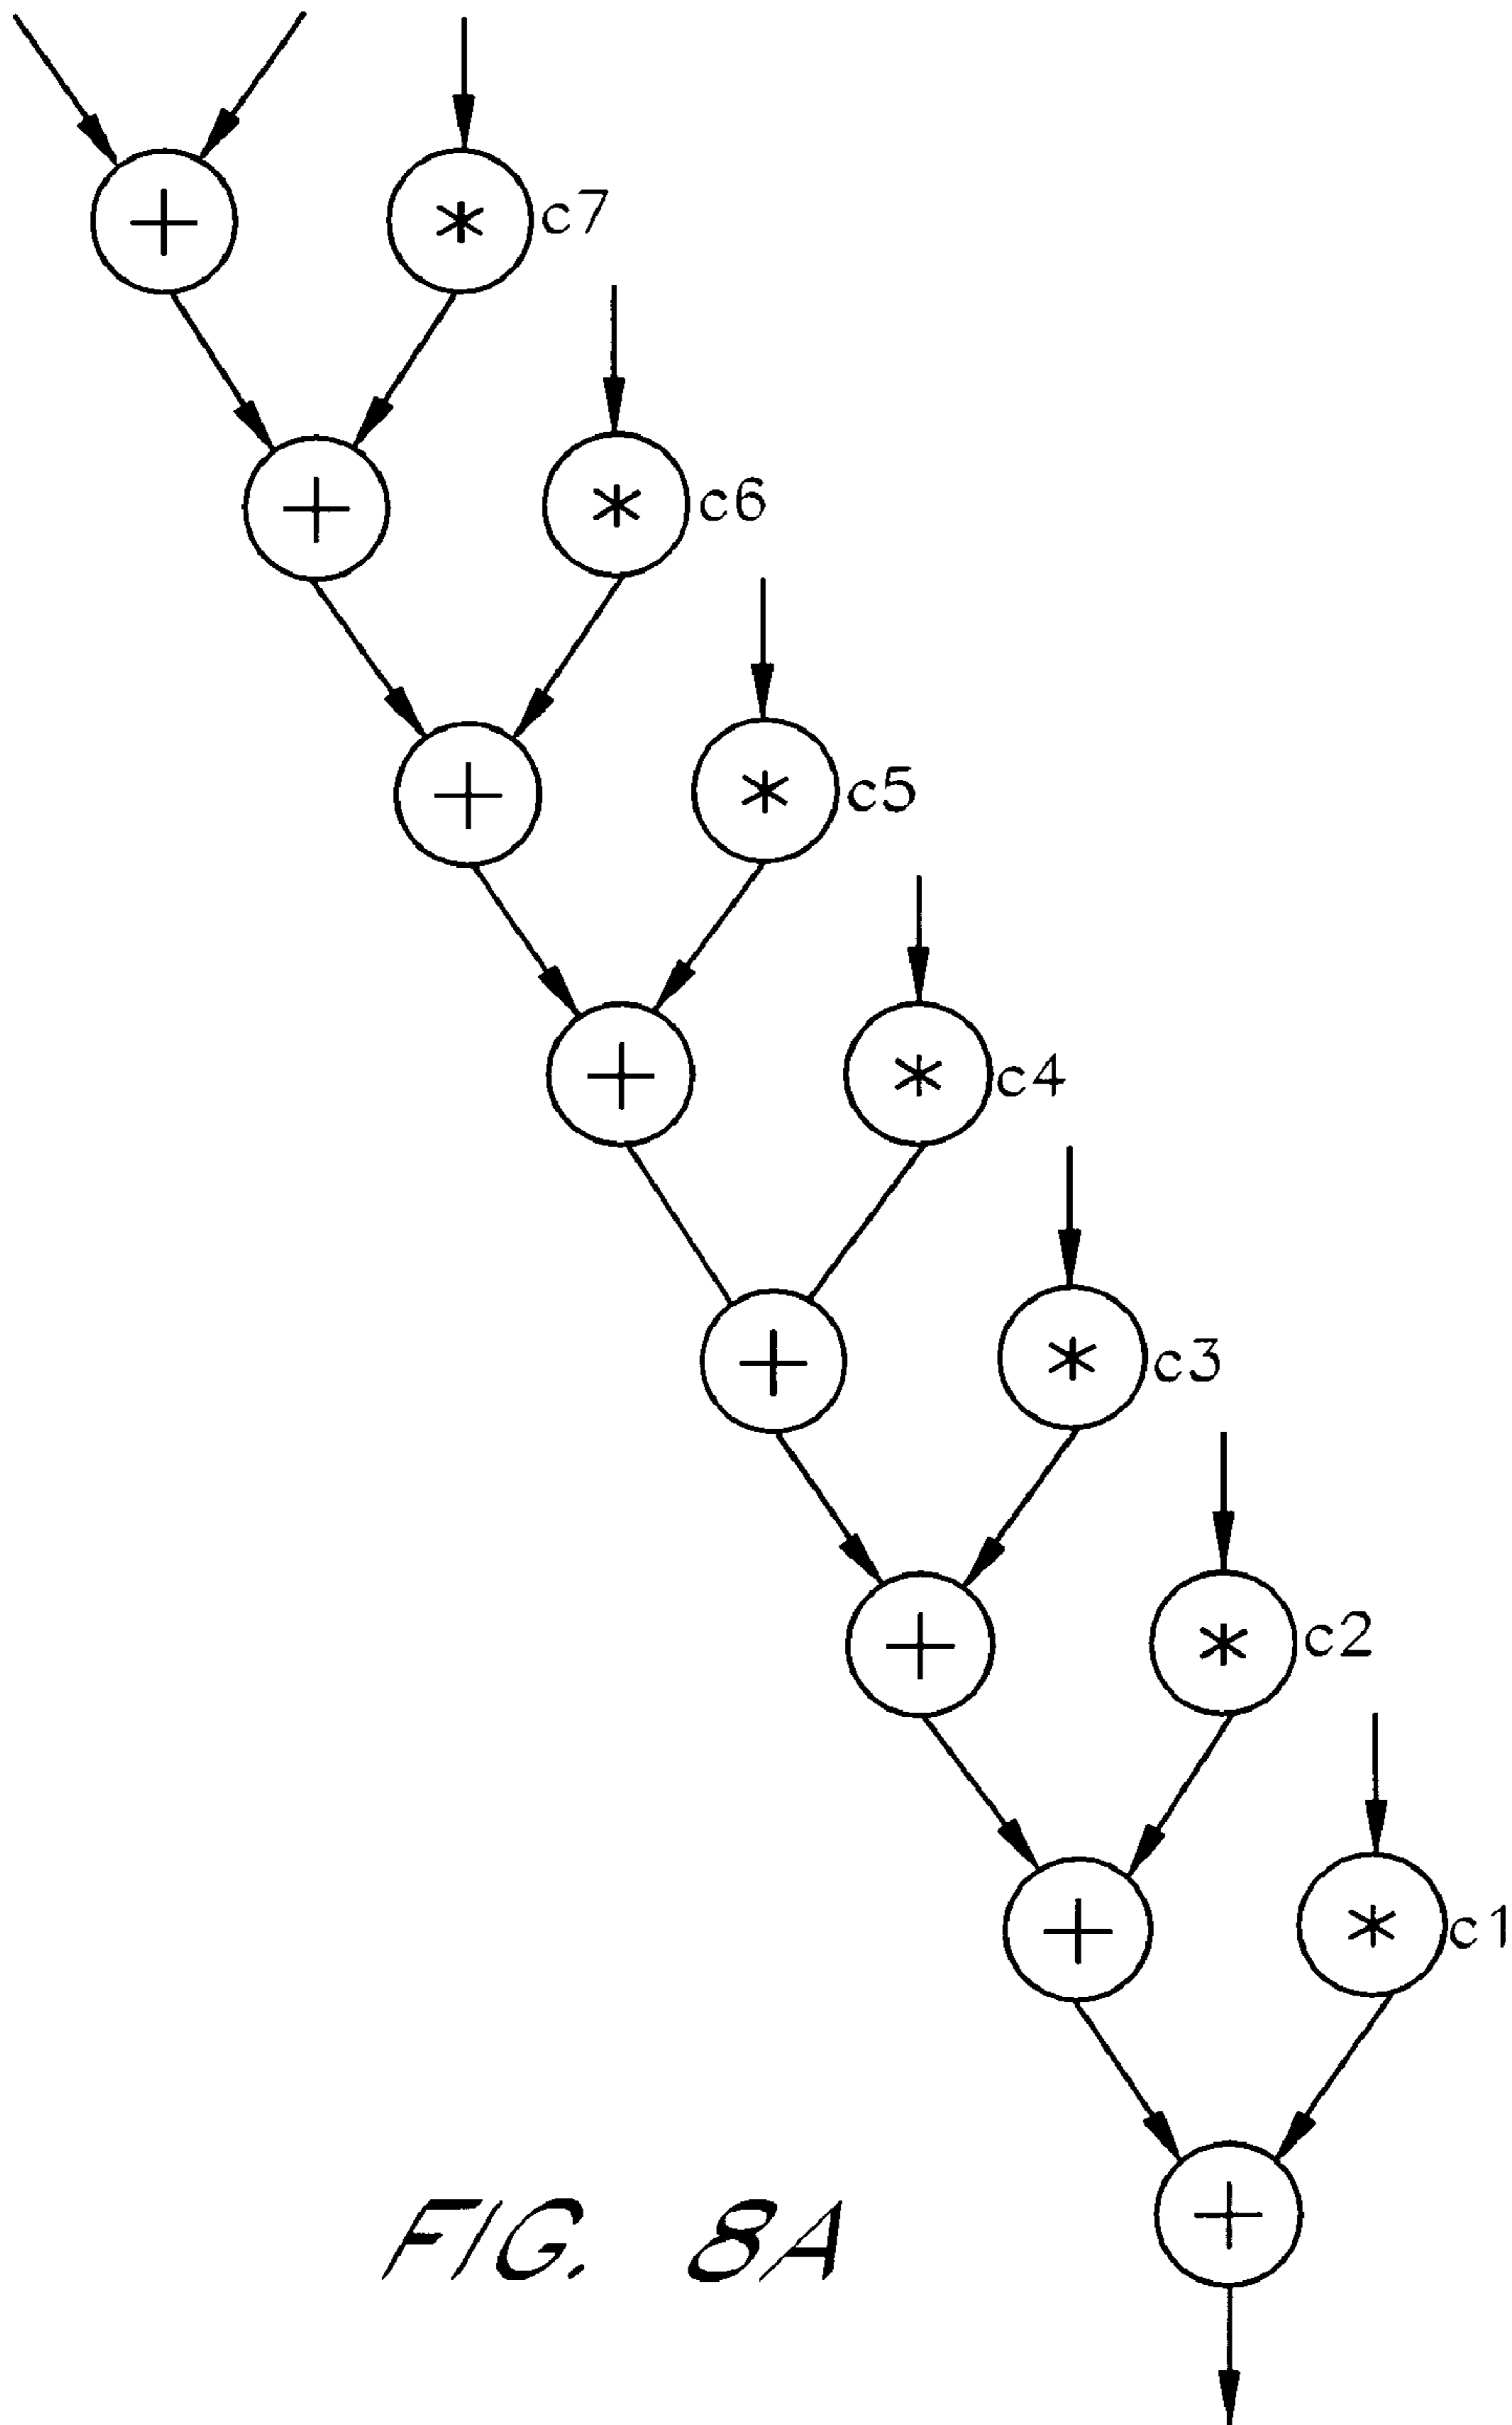 + * c7
+ * c6
+ * c5
+ * c4
+ * c3
+ * c2
+ * c1
+
FIG. 8A